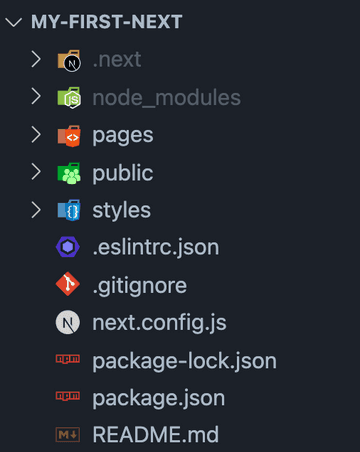 MY-FIRST-NEXT
.next
node_modules
pages
public
styles
.eslintrc.json
.gitignore
next.config.js
package-lock.json
package.json
README.md